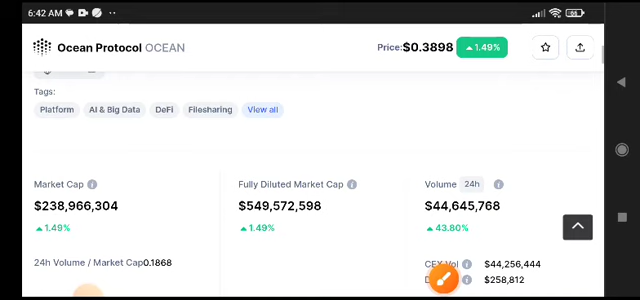 6:42 AM
66
Ocean Protocol OCEAN
Price:$0.3898 1.49%
Tags:
Platform AI & Big Data DeFi Filesharing View all
Market Cap Fully Diluted Market Cap Volume 24h
$238,966,304 $549,572,598 $44,645,768
1.49% 1.49% 43.80%
24h Volume / Market Cap0.1868 CEX Vol $44,256,444
$258,812